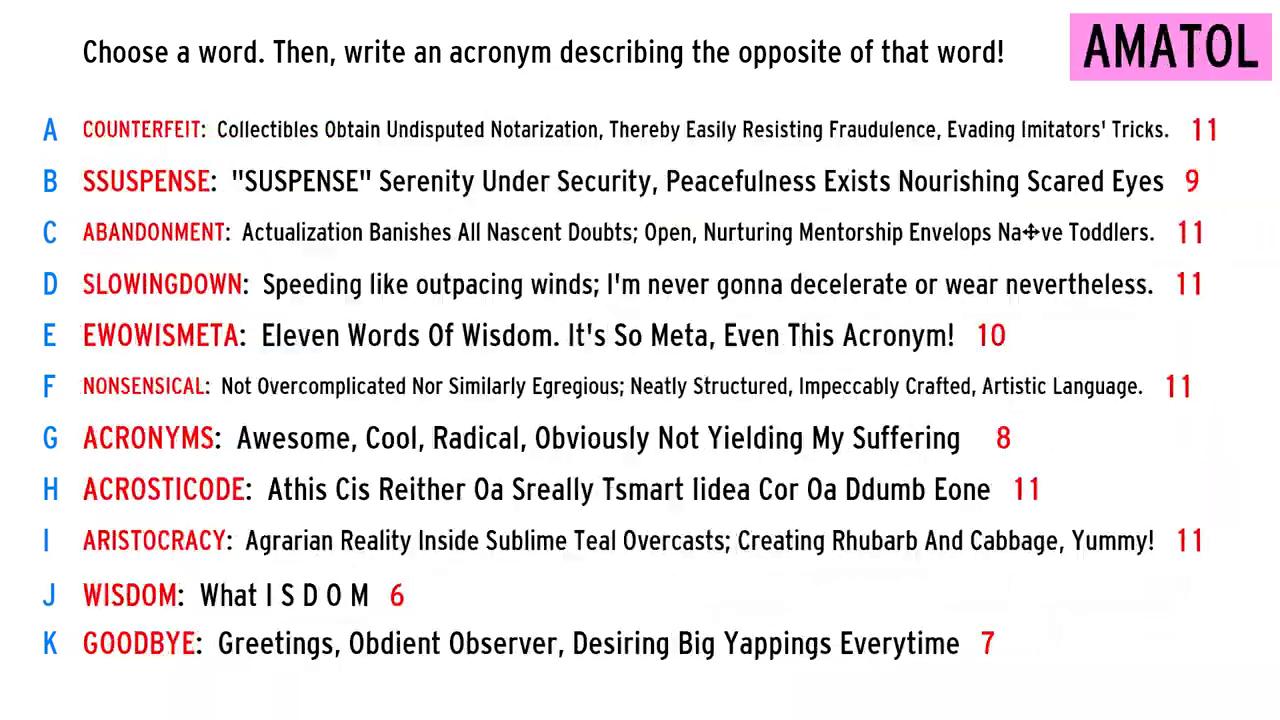 Choose a word. Then, write an acronym describing the opposite of that word!
AMATOL
A COUNTERFEIT: Collectibles Obtain Undisputed Notarization, Thereby Easily Resisting Fraudulence, Evading Imitators' Tricks. 11
B SSUSPENSE: "SUSPENSE" Serenity Under Security, Peacefulness Exists Nourishing Scared Eyes 9
C ABANDONMENT: Actualization Banishes All Nascent Doubts; Open, Nurturing Mentorship Envelops Na✣ve Toddlers. 11
D SLOWINGDOWN: Speeding like outpacing winds; I'm never gonna decelerate or wear nevertheless. 11
E EWOWISMETA: Eleven Words Of Wisdom. It's So Meta, Even This Acronym! 10
F NONSENSICAL: Not Overcomplicated Nor Similarly Egregious; Neatly Structured, Impeccably Crafted, Artistic Language. 11
G ACRONYMS: Awesome, Cool, Radical, Obviously Not Yielding My Suffering 8
H ACROSTICODE: Athis Cis Reither Oa Sreally Tsmart Iidea Cor Oa Ddumb Eone 11
I ARISTOCRACY: Agrarian Reality Inside Sublime Teal Overcasts; Creating Rhubarb And Cabbage, Yummy! 11
J WISDOM: What I S D O M 6
K GOODBYE: Greetings, Obdient Observer, Desiring Big Yappings Everytime 7